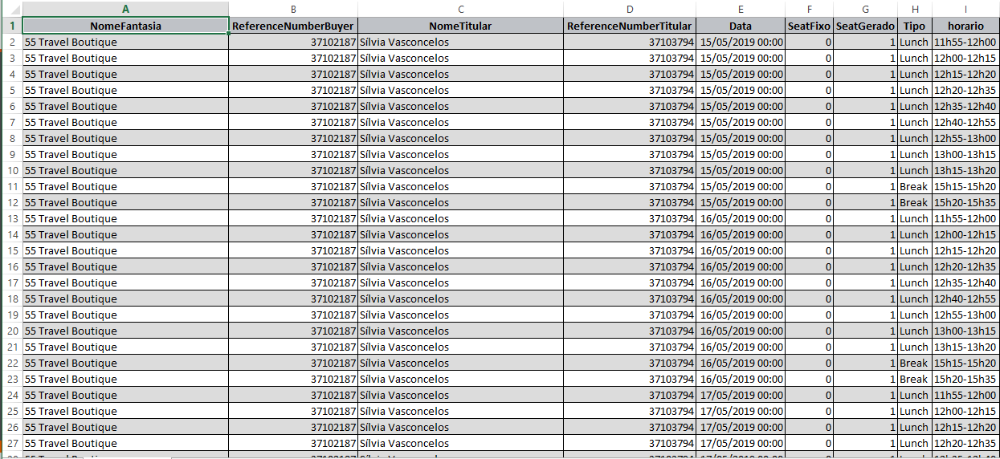 A B C D E F G H I
1 NomeFantasia ReferenceNumberBuyer NomeTitular ReferenceNumberTitular Data SeatFixo SeatGerado Tipo horario
2 55 Travel Boutique 37102187 Sílvia Vasconcelos 37103794 15/05/2019 00:00 0 1 Lunch 11h55-12h00
3 55 Travel Boutique 37102187 Sílvia Vasconcelos 37103794 15/05/2019 00:00 0 1 Lunch 12h00-12h15
4 55 Travel Boutique 37102187 Sílvia Vasconcelos 37103794 15/05/2019 00:00 0 1 Lunch 12h15-12h20
5 55 Travel Boutique 37102187 Sílvia Vasconcelos 37103794 15/05/2019 00:00 0 1 Lunch 12h20-12h35
6 55 Travel Boutique 37102187 Sílvia Vasconcelos 37103794 15/05/2019 00:00 0 1 Lunch 12h35-12h40
7 55 Travel Boutique 37102187 Sílvia Vasconcelos 37103794 15/05/2019 00:00 0 1 Lunch 12h40-12h55
8 55 Travel Boutique 37102187 Sílvia Vasconcelos 37103794 15/05/2019 00:00 0 1 Lunch 12h55-13h00
9 55 Travel Boutique 37102187 Sílvia Vasconcelos 37103794 15/05/2019 00:00 0 1 Lunch 13h00-13h15
10 55 Travel Boutique 37102187 Sílvia Vasconcelos 37103794 15/05/2019 00:00 0 1 Lunch 13h15-13h20
11 55 Travel Boutique 37102187 Sílvia Vasconcelos 37103794 15/05/2019 00:00 0 1 Break 15h15-15h20
12 55 Travel Boutique 37102187 Sílvia Vasconcelos 37103794 15/05/2019 00:00 0 1 Break 15h20-15h35
13 55 Travel Boutique 37102187 Sílvia Vasconcelos 37103794 16/05/2019 00:00 0 1 Lunch 11h55-12h00
14 55 Travel Boutique 37102187 Sílvia Vasconcelos 37103794 16/05/2019 00:00 0 1 Lunch 12h00-12h15
15 55 Travel Boutique 37102187 Sílvia Vasconcelos 37103794 16/05/2019 00:00 0 1 Lunch 12h15-12h20
16 55 Travel Boutique 37102187 Sílvia Vasconcelos 37103794 16/05/2019 00:00 0 1 Lunch 12h20-12h35
17 55 Travel Boutique 37102187 Sílvia Vasconcelos 37103794 16/05/2019 00:00 0 1 Lunch 12h35-12h40
18 55 Travel Boutique 37102187 Sílvia Vasconcelos 37103794 16/05/2019 00:00 0 1 Lunch 12h40-12h55
19 55 Travel Boutique 37102187 Sílvia Vasconcelos 37103794 16/05/2019 00:00 0 1 Lunch 12h55-13h00
20 55 Travel Boutique 37102187 Sílvia Vasconcelos 37103794 16/05/2019 00:00 0 1 Lunch 13h00-13h15
21 55 Travel Boutique 37102187 Sílvia Vasconcelos 37103794 16/05/2019 00:00 0 1 Lunch 13h15-13h20
22 55 Travel Boutique 37102187 Sílvia Vasconcelos 37103794 16/05/2019 00:00 0 1 Break 15h15-15h20
23 55 Travel Boutique 37102187 Sílvia Vasconcelos 37103794 16/05/2019 00:00 0 1 Break 15h20-15h35
24 55 Travel Boutique 37102187 Sílvia Vasconcelos 37103794 17/05/2019 00:00 0 1 Lunch 11h55-12h00
25 55 Travel Boutique 37102187 Sílvia Vasconcelos 37103794 17/05/2019 00:00 0 1 Lunch 12h00-12h15
26 55 Travel Boutique 37102187 Sílvia Vasconcelos 37103794 17/05/2019 00:00 0 1 Lunch 12h15-12h20
27 55 Travel Boutique 37102187 Sílvia Vasconcelos 37103794 17/05/2019 00:00 0 1 Lunch 12h20-12h35